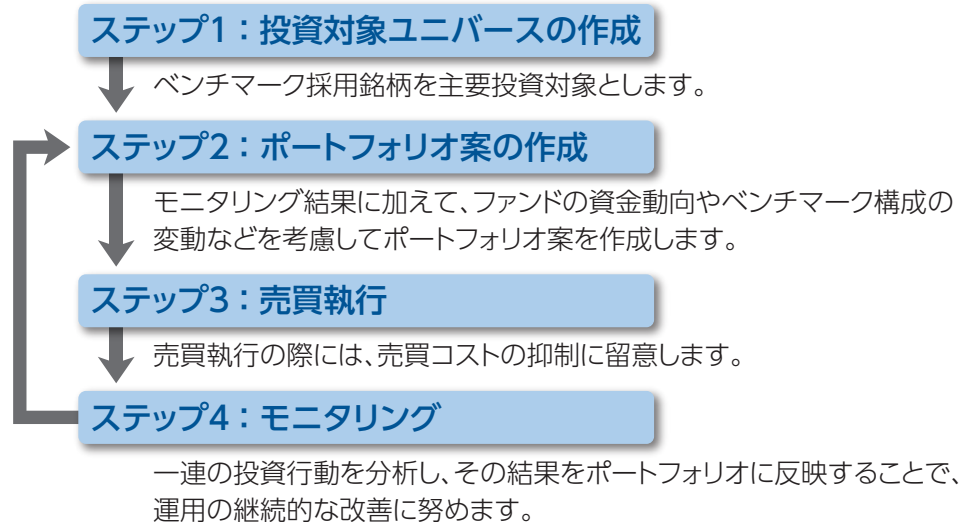 ステップ1：投資対象ユニバースの作成
ベンチマーク採用銘柄を主要投資対象とします。
ステップ2：ポートフォリオ案の作成
モニタリング結果に加えて、ファンドの資金動向やベンチマーク構成の
変動などを考慮してポートフォリオ案を作成します。
ステップ3：売買執行
売買執行の際には、売買コストの抑制に留意します。
ステップ4：モニタリング
一連の投資行動を分析し、その結果をポートフォリオに反映することで、
運用の継続的な改善に努めます。